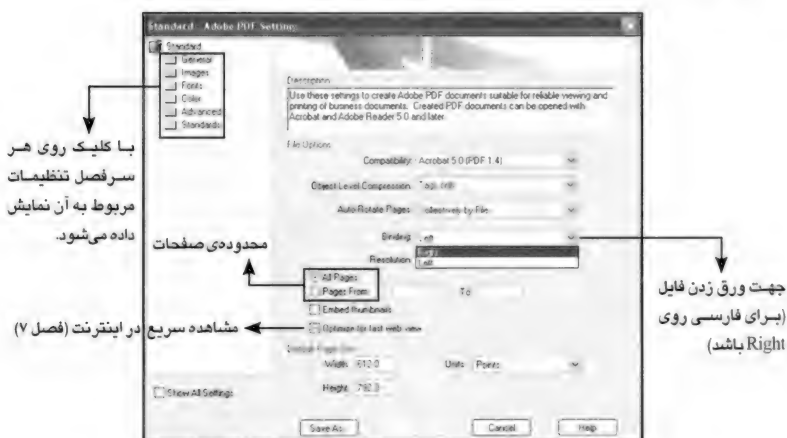 Standard - Adobe PDF Settings
Standard
General
Images
Fonts
Color
Advanced
Standards
با کلیک روی هر
سرفصل تنظیمات
مربوط به آن نمایش
داده می‌شود.
Description
Use these settings to create Adobe PDF documents suitable for reliable viewing and
printing of business documents. Created PDF documents can be opened with
Acrobat and Adobe Reader 5.0 and later.
File Options
Compatibility: Acrobat 5.0 (PDF 1.4)
Object Level Compression: Tags only
Auto-Rotate Pages: Collectively by File
Binding: Left
Left
Resolution:
محدوده‌ی صفحات
All Pages
Pages From: To:
Embed thumbnails
Optimize for fast web view
مشاهده سریع در اینترنت (فصل ۷)
جهت ورق زدن فایل
(برای فارسی روی
Right باشد)
Width: 612.0 Units: Points
Height: 792.0
Show All Settings
Save As... Cancel Help